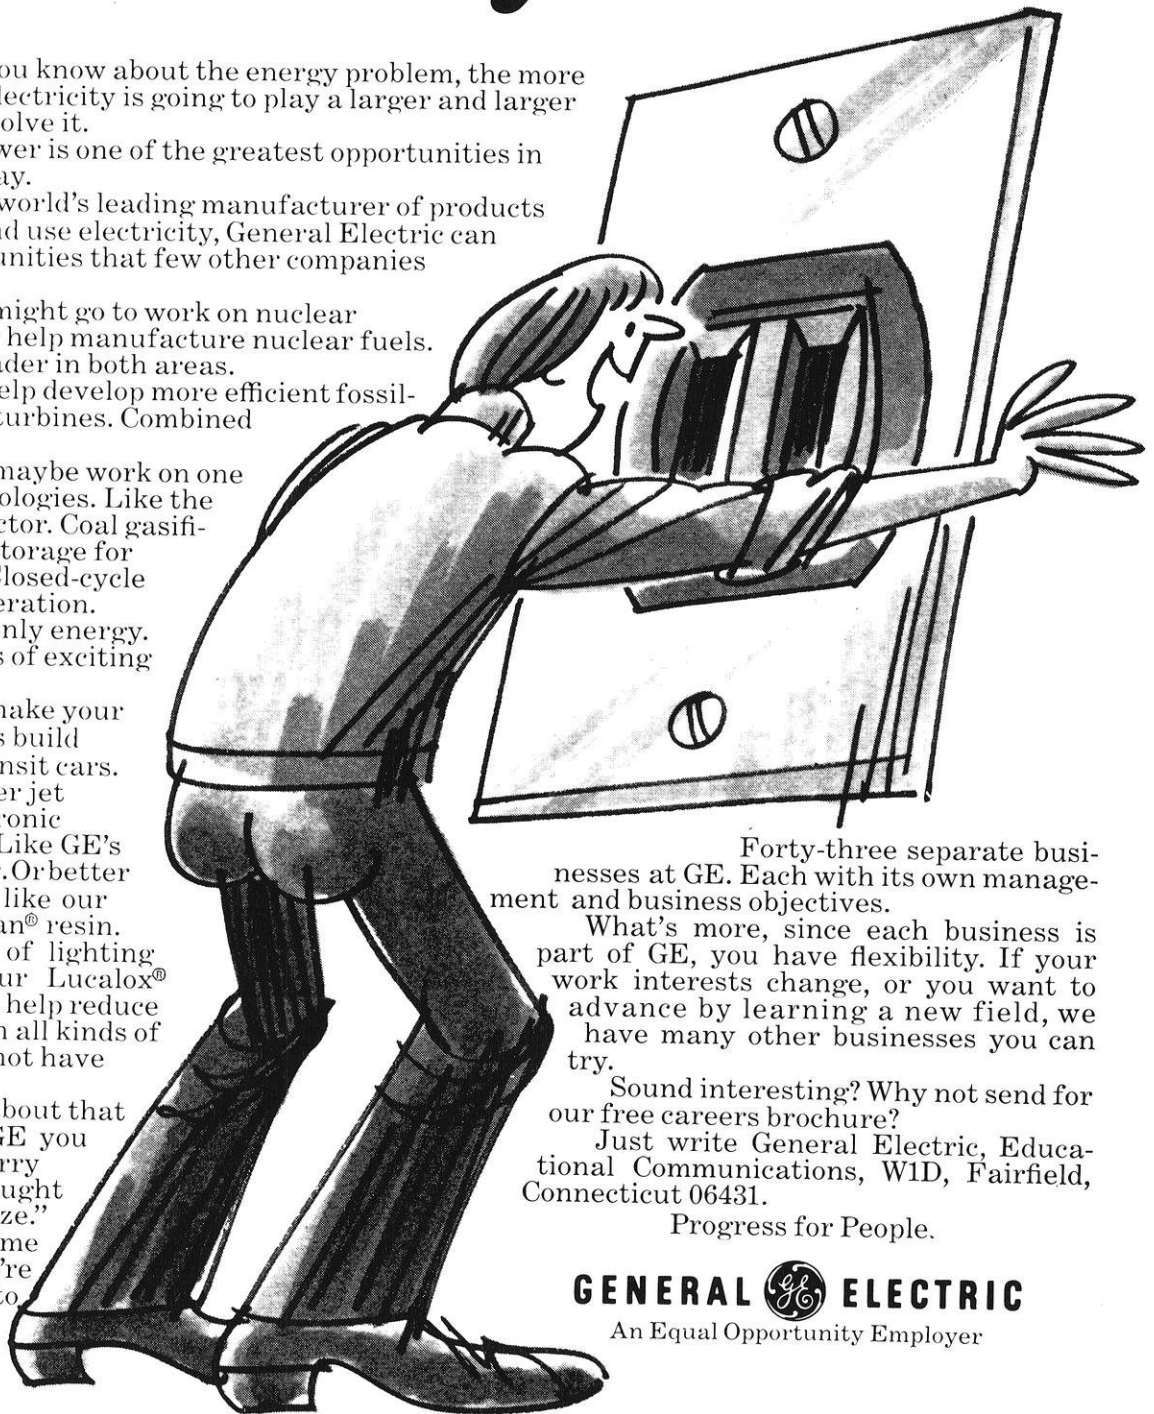 ou know about the energy problem, the more
lectricity is going to play a larger and larger
olve it.
wer is one of the greatest opportunities in
ay.
world's leading manufacturer of products
d use electricity, General Electric can
unities that few other companies
might go to work on nuclear
help manufacture nuclear fuels.
der in both areas.
elp develop more efficient fossil-
turbines. Combined
maybe work on one
ologies. Like the
ctor. Coal gasifi-
torage for
losed-cycle
eration.
nly energy.
s of exciting
make your
s build
nsit cars.
er jet
ronic
Like GE's
. Or better
like our
an® resin.
of lighting
ur Lucalox®
help reduce
n all kinds of
not have
bout that
GE you
rry
ught
ze."
me
're
to
Forty-three separate busi-
nesses at GE. Each with its own manage-
ment and business objectives.
What's more, since each business is
part of GE, you have flexibility. If your
work interests change, or you want to
advance by learning a new field, we
have many other businesses you can
try.
Sound interesting? Why not send for
our free careers brochure?
Just write General Electric, Educa-
tional Communications, W1D, Fairfield,
Connecticut 06431.
Progress for People.
GENERAL GE ELECTRIC
An Equal Opportunity Employer